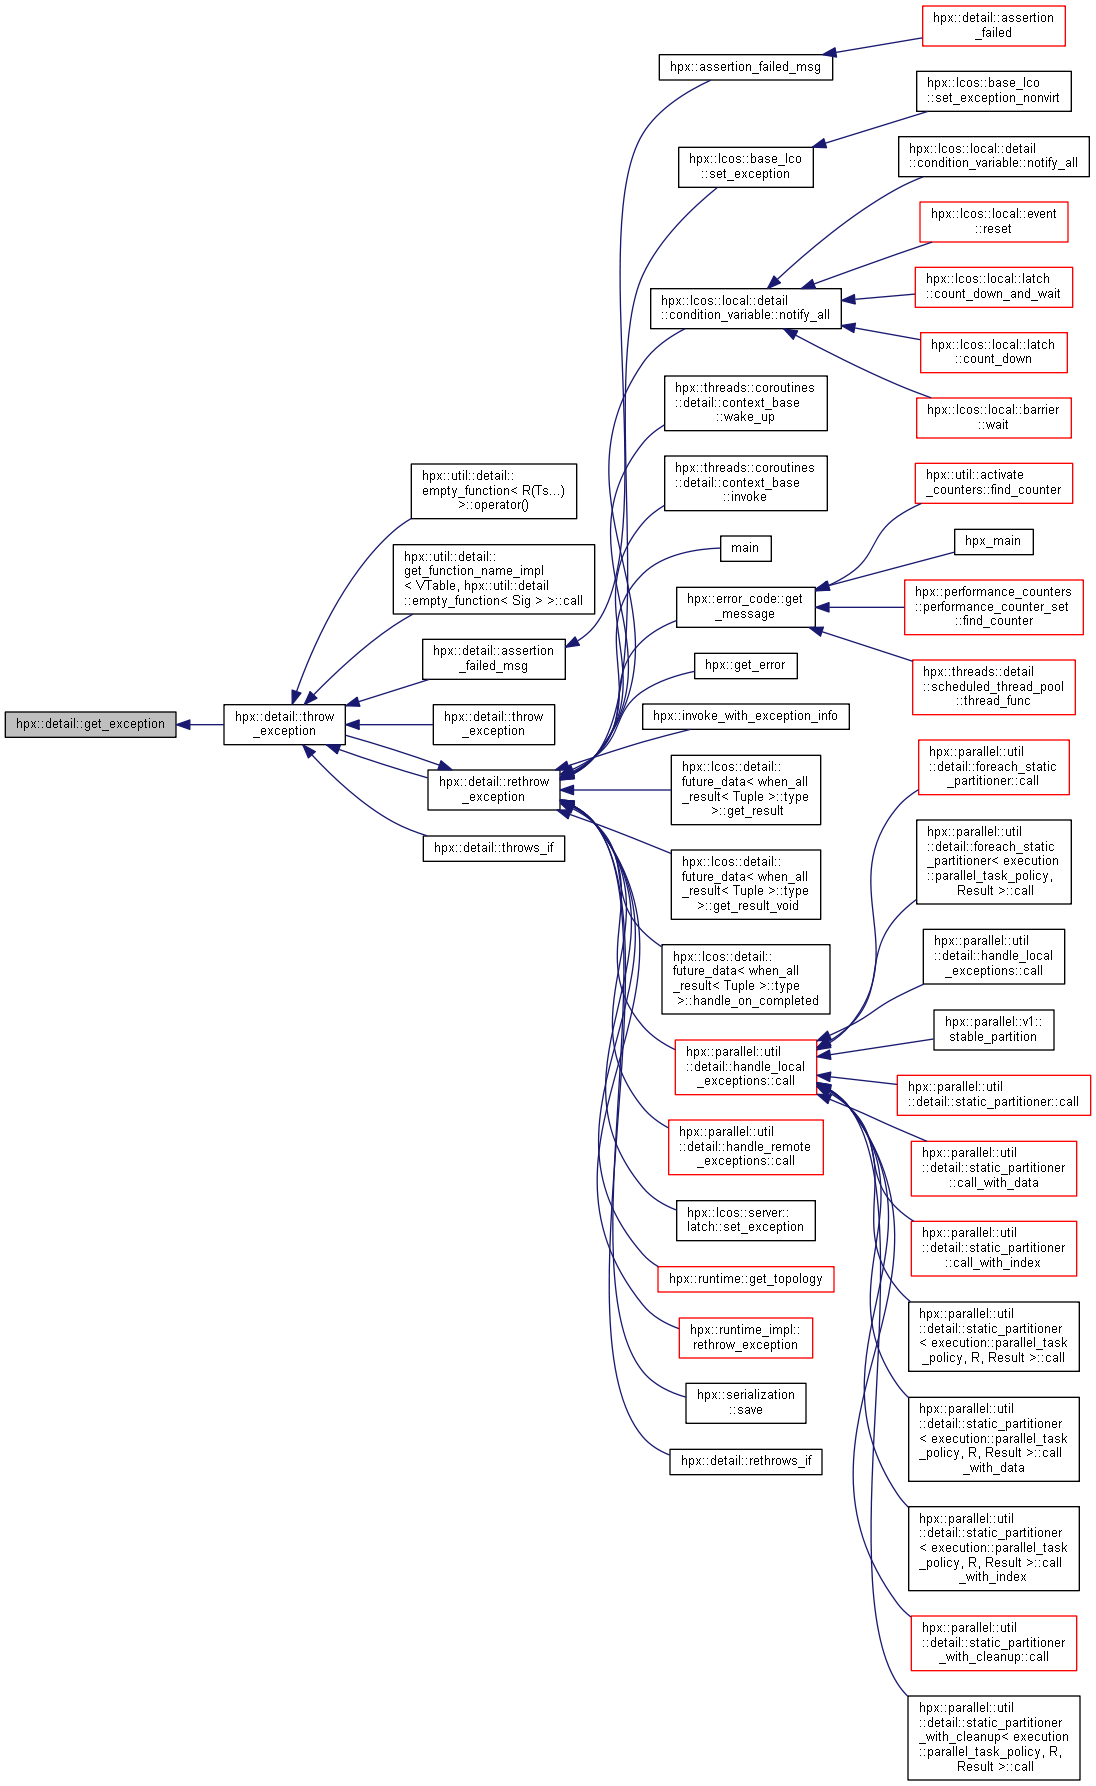 hpx::detail::assertion
_failed
hpx::assertion_failed_msg
hpx::lcos::base_lco
::set_exception_nonvirt
hpx::lcos::base_lco
::set_exception
hpx::lcos::local::detail
::condition_variable::notify_all
hpx::lcos::local::event
::reset
hpx::lcos::local::latch
::count_down_and_wait
hpx::lcos::local::detail
::condition_variable::notify_all
hpx::lcos::local::latch
::count_down
hpx::lcos::local::barrier
::wait
hpx::threads::coroutines
::detail::context_base
::wake_up
hpx::threads::coroutines
::detail::context_base
::invoke
hpx::util::activate
_counters::find_counter
hpx::util::detail::
empty_function< R(Ts...)
>::operator()
main
hpx_main
hpx::util::detail::
get_function_name_impl
< VTable, hpx::util::detail
::empty_function< Sig > >::call
hpx::error_code::get
_message
hpx::performance_counters
::performance_counter_set
::find_counter
hpx::detail::assertion
_failed_msg
hpx::get_error
hpx::threads::detail
::scheduled_thread_pool
::thread_func
hpx::detail::get_exception
hpx::detail::throw
_exception
hpx::detail::throw
_exception
hpx::invoke_with_exception_info
hpx::detail::rethrow
_exception
hpx::lcos::detail::
future_data< when_all
_result< Tuple >::type
>::get_result
hpx::parallel::util
::detail::foreach_static
_partitioner::call
hpx::detail::throws_if
hpx::lcos::detail::
future_data< when_all
_result< Tuple >::type
>::get_result_void
hpx::parallel::util
::detail::foreach_static
_partitioner< execution
::parallel_task_policy,
Result >::call
hpx::lcos::detail::
future_data< when_all
_result< Tuple >::type
>::handle_on_completed
hpx::parallel::util
::detail::handle_local
_exceptions::call
hpx::parallel::v1::
stable_partition
hpx::parallel::util
::detail::handle_local
_exceptions::call
hpx::parallel::util
::detail::static_partitioner::call
hpx::parallel::util
::detail::handle_remote
_exceptions::call
hpx::parallel::util
::detail::static_partitioner
::call_with_data
hpx::lcos::server::
latch::set_exception
hpx::parallel::util
::detail::static_partitioner
::call_with_index
hpx::runtime::get_topology
hpx::runtime_impl::
rethrow_exception
hpx::parallel::util
::detail::static_partitioner
< execution::parallel_task
_policy, R, Result >::call
hpx::serialization
::save
hpx::parallel::util
::detail::static_partitioner
< execution::parallel_task
_policy, R, Result >::call
_with_data
hpx::detail::rethrows_if
hpx::parallel::util
::detail::static_partitioner
< execution::parallel_task
_policy, R, Result >::call
_with_index
hpx::parallel::util
::detail::static_partitioner
_with_cleanup::call
hpx::parallel::util
::detail::static_partitioner
_with_cleanup< execution
::parallel_task_policy, R,
Result >::call